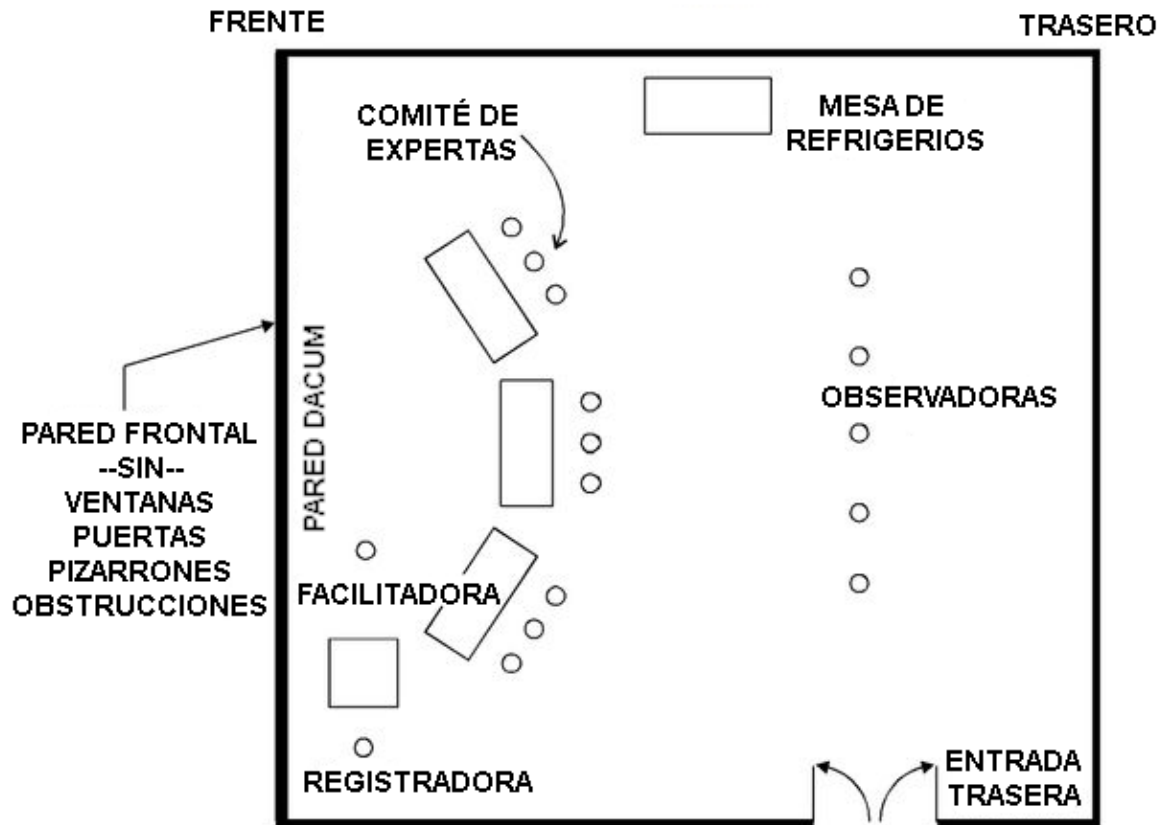 FRENTE
TRASERO
COMITÉ DE
EXPERTAS
MESA DE
REFRIGERIOS
PARED DACUM
OBSERVADORAS
PARED FRONTAL
--SIN--
VENTANAS
PUERTAS
PIZARRONES
OBSTRUCCIONES
FACILITADORA
REGISTRADORA
ENTRADA
TRASERA